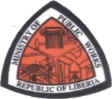 MINISTRY OF PUBLIC WORKS
REPUBLIC OF LIBERIA